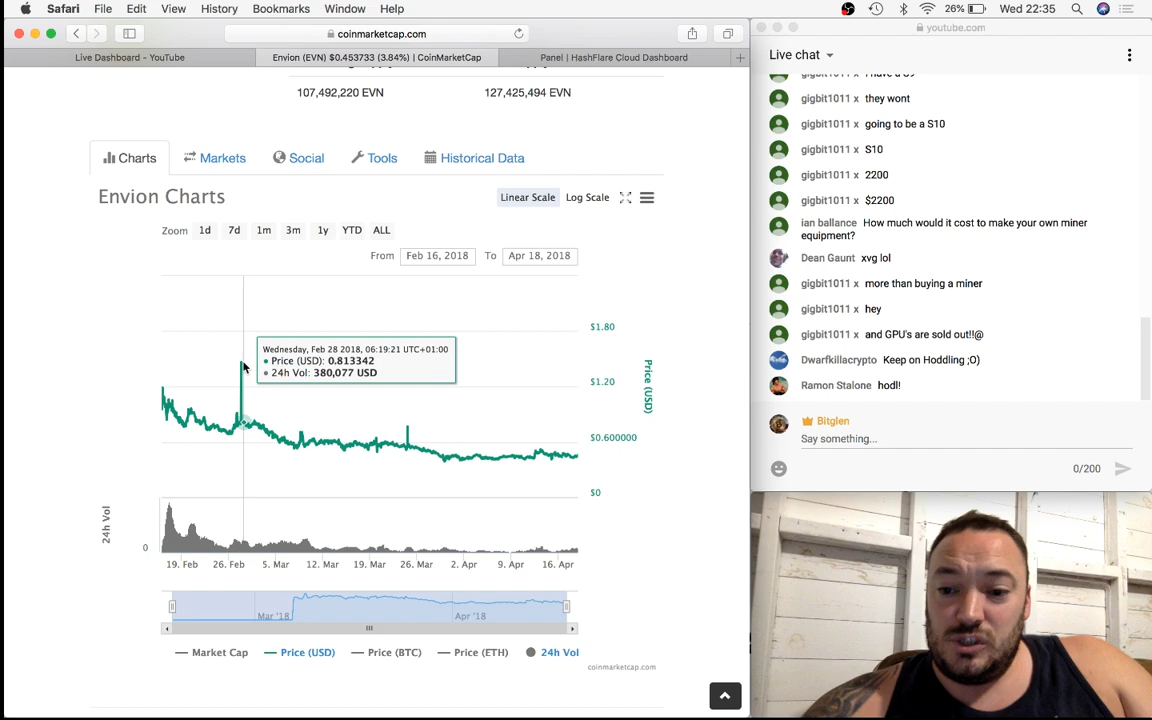 Safari File Edit View History Bookmarks Window Help
26% Wed 22:35
coinmarketcap.com
Live Dashboard - YouTube
Envion (EVN) $0.453733 (3.84%) | CoinMarketCap
Panel | HashFlare Cloud Dashboard
107,492,220 EVN
127,425,494 EVN
Charts
Markets
Social
Tools
Historical Data
Envion Charts
Linear Scale
Log Scale
Zoom 1d 7d 1m 3m 1y YTD ALL
From Feb 16, 2018 To Apr 18, 2018
$1.80
$1.20
$0.600000
$0
Price (USD)
Wednesday, Feb 28 2018, 06:19:21 UTC+01:00
Price (USD): 0.813342
24h Vol: 380,077 USD
24h Vol
0
19. Feb 26. Feb 5. Mar 12. Mar 19. Mar 26. Mar 2. Apr 9. Apr 16. Apr
Mar '18
Apr '18
Market Cap
Price (USD)
Price (BTC)
Price (ETH)
24h Vol
coinmarketcap.com
youtube.com
Live chat
gigbit1011 x they wont
gigbit1011 x going to be a S10
gigbit1011 x S10
gigbit1011 x 2200
gigbit1011 x $2200
ian ballance How much would it cost to make your own miner
equipment?
Dean Gaunt xvg lol
gigbit1011 x more than buying a miner
gigbit1011 x hey
gigbit1011 x and GPU's are sold out!!@
Dwarfkillacrypto Keep on Hoddling ;O)
Ramon Stalone hodl!
Bitglen
Say something...
0/200